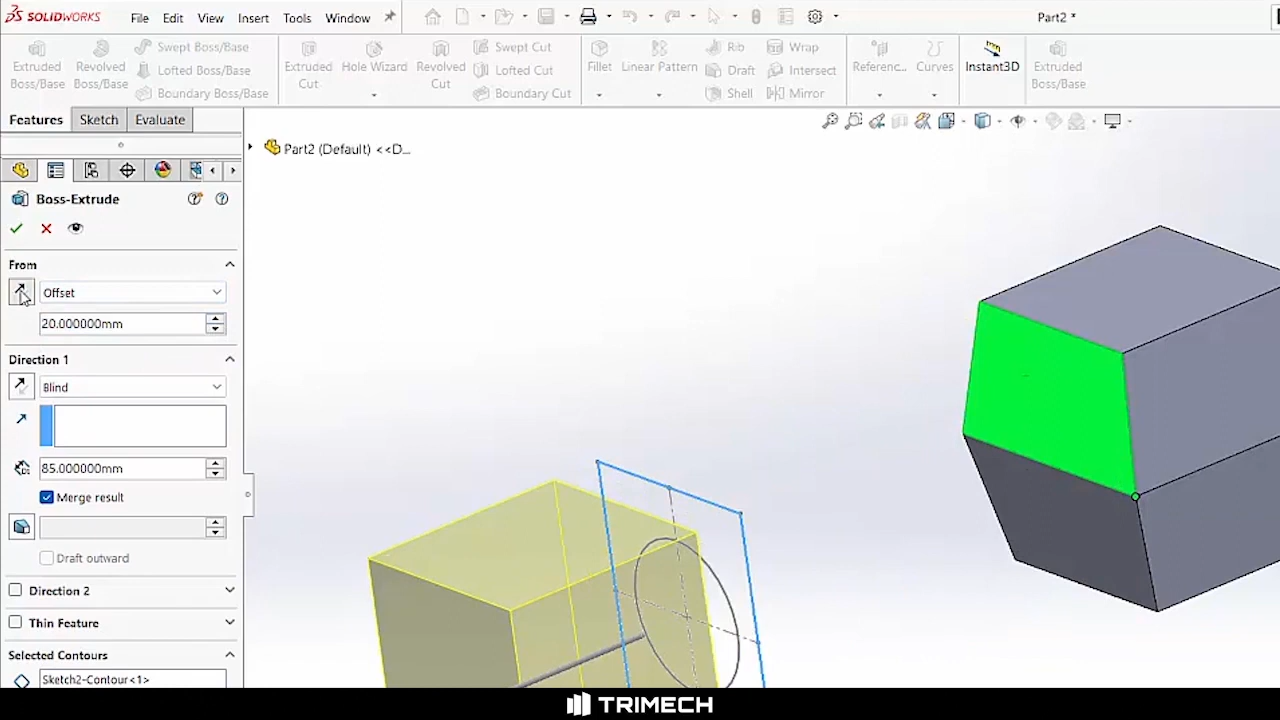 SOLIDWORKS File Edit View Insert Tools Window Part2 *
Extruded Boss/Base Revolved Boss/Base Swept Boss/Base Lofted Boss/Base Boundary Boss/Base Extruded Cut Hole Wizard Revolved Cut Swept Cut Lofted Cut Boundary Cut Fillet Linear Pattern Rib Draft Shell Wrap Intersect Mirror Referenc... Curves Instant3D Extruded Boss/Base
Features Sketch Evaluate
Part2 (Default) <<D...
Boss-Extrude
From
Offset
20.000000mm
Direction 1
Blind
85.000000mm
Merge result
Draft outward
Direction 2
Thin Feature
Selected Contours
Sketch2-Contour<1>
TRIMECH